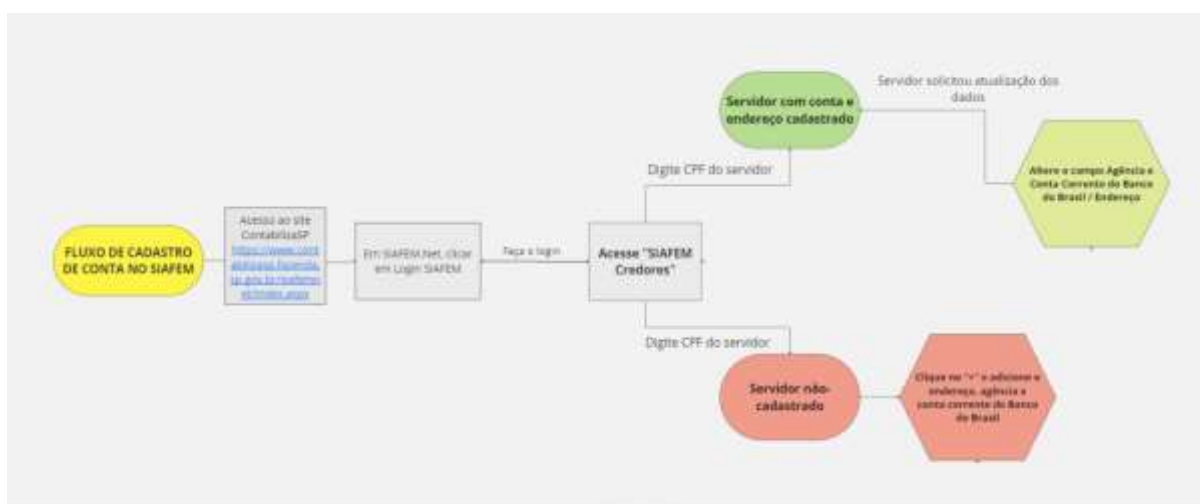 FLUXO DE CADASTRO
DE CONTA NO SIAFEM
Acesso ao site
ContabilizaSP
https://www.cont
Em SIAFEM.Net, clicar
em Login SIAFEM
Faça o login
Acesse "SIAFEM
Credores"
Digite CPF do servidor
Servidor com conta e
endereço cadastrado
Servidor solicitou atualização dos
dados
Altere o campo Agência e
Conta Corrente do Banco
do Brasil / Endereço
Digite CPF do servidor
Servidor não-
cadastrado
Clique no "+" e adicione o
endereço, agência e
conta corrente do Banco
do Brasil